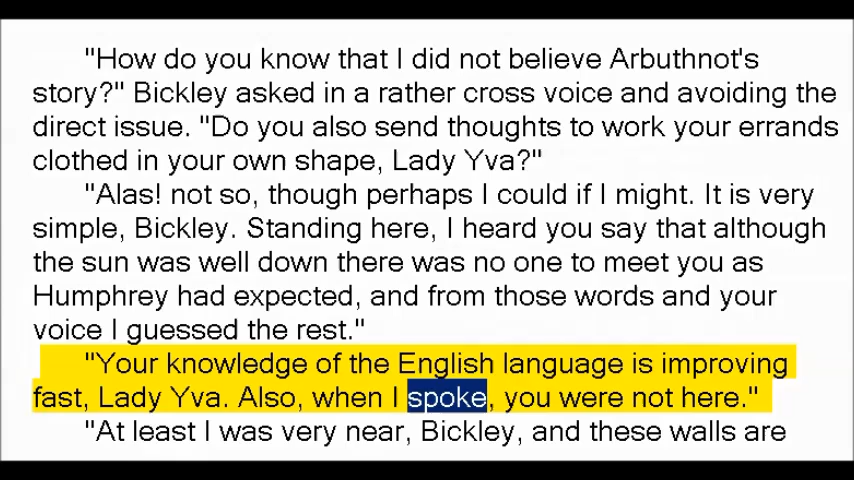 "How do you know that I did not believe Arbuthnot's
story?" Bickley asked in a rather cross voice and avoiding the
direct issue. "Do you also send thoughts to work your errands
clothed in your own shape, Lady Yva?"
"Alas! not so, though perhaps I could if I might. It is very
simple, Bickley. Standing here, I heard you say that although
the sun was well down there was no one to meet you as
Humphrey had expected, and from those words and your
voice I guessed the rest."
"Your knowledge of the English language is improving
fast, Lady Yva. Also, when I spoke, you were not here."
"At least I was very near, Bickley, and these walls are